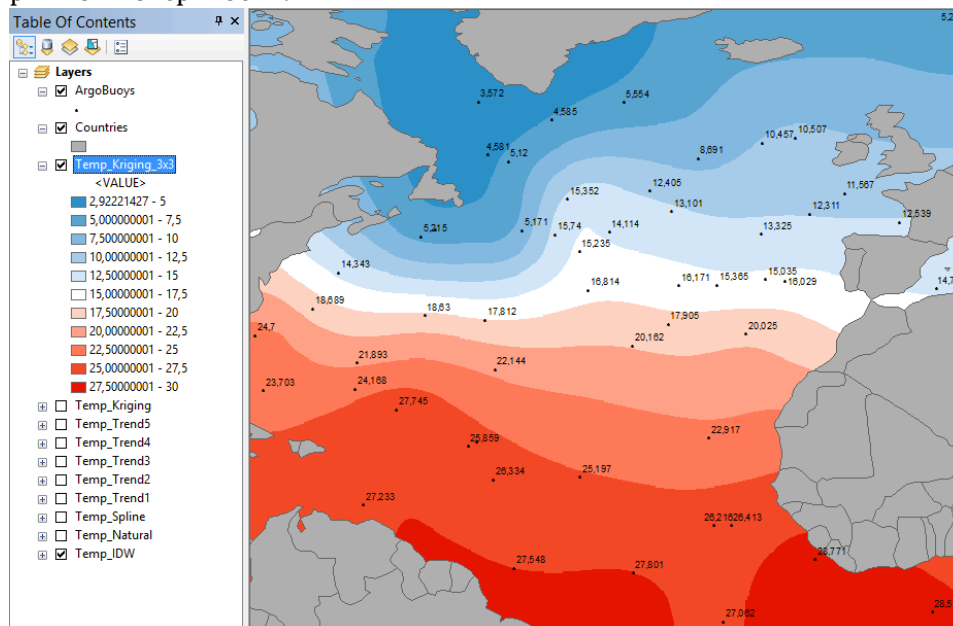 Table Of Contents
Layers
ArgoBuoys
Countries
Temp_Kriging_3x3
<VALUE>
2,92221427 - 5
5,000000001 - 7,5
7,500000001 - 10
10,00000001 - 12,5
12,50000001 - 15
15,00000001 - 17,5
17,50000001 - 20
20,00000001 - 22,5
22,50000001 - 25
25,00000001 - 27,5
27,50000001 - 30
Temp_Kriging
Temp_Trend5
Temp_Trend4
Temp_Trend3
Temp_Trend2
Temp_Trend1
Temp_Spline
Temp_Natural
Temp_IDW
5,2
3,572
5,554
4,585
10,457
10,507
4,581
5,12
8,691
15,352
12,405
11,567
13,101
12,311
12,539
5,215
5,171
15,74
14,114
13,325
15,235
14,343
16,814
16,171
15,365
15,035
16,029
14,7
18,689
18,63
17,812
17,905
20,025
24,7
20,162
21,893
22,144
23,703
24,168
27,745
22,917
25,859
26,334
25,197
27,233
26,216
26,413
27,548
27,801
28,771
27,062
28,5